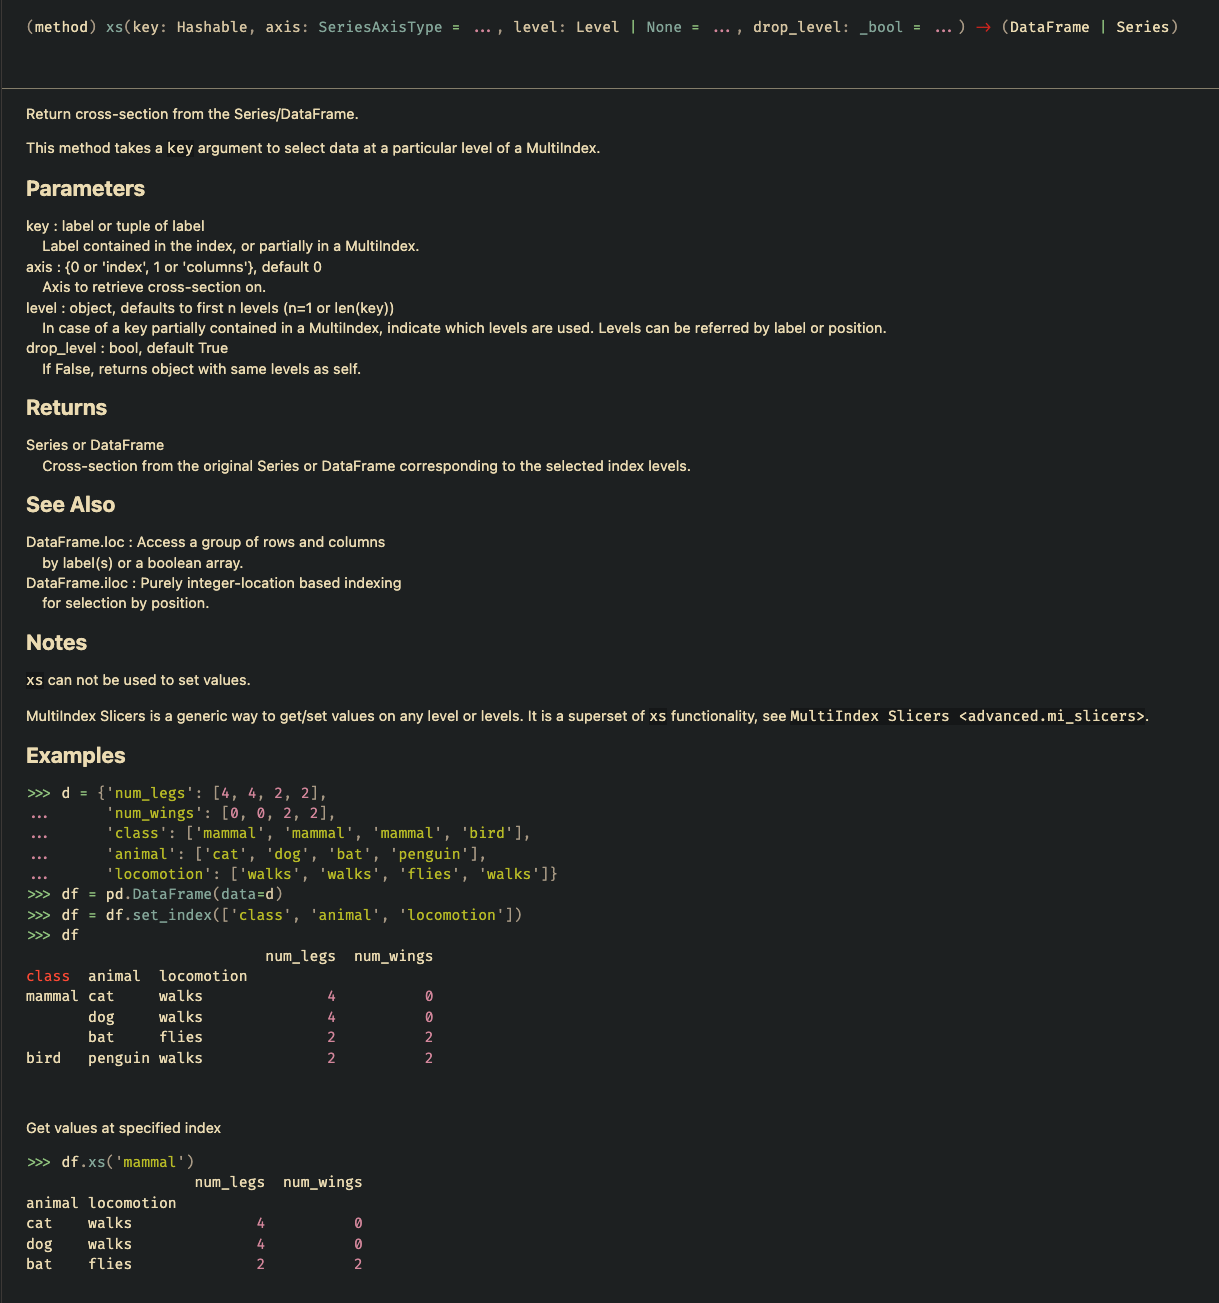 (method) xs(key: Hashable, axis: SeriesAxisType = ..., level: Level | None = ..., drop_level: _bool = ...) -> (DataFrame | Series)
Return cross-section from the Series/DataFrame.
This method takes a key argument to select data at a particular level of a MultiIndex.
Parameters
key : label or tuple of label
    Label contained in the index, or partially in a MultiIndex.
axis : {0 or 'index', 1 or 'columns'}, default 0
    Axis to retrieve cross-section on.
level : object, defaults to first n levels (n=1 or len(key))
    In case of a key partially contained in a MultiIndex, indicate which levels are used. Levels can be referred by label or position.
drop_level : bool, default True
    If False, returns object with same levels as self.
Returns
Series or DataFrame
    Cross-section from the original Series or DataFrame corresponding to the selected index levels.
See Also
DataFrame.loc : Access a group of rows and columns
    by label(s) or a boolean array.
DataFrame.iloc : Purely integer-location based indexing
    for selection by position.
Notes
xs can not be used to set values.
MultiIndex Slicers is a generic way to get/set values on any level or levels. It is a superset of xs functionality, see MultiIndex Slicers <advanced.mi_slicers>.
Examples
>>> d = {'num_legs': [4, 4, 2, 2],
...      'num_wings': [0, 0, 2, 2],
...      'class': ['mammal', 'mammal', 'mammal', 'bird'],
...      'animal': ['cat', 'dog', 'bat', 'penguin'],
...      'locomotion': ['walks', 'walks', 'flies', 'walks']}
>>> df = pd.DataFrame(data=d)
>>> df = df.set_index(['class', 'animal', 'locomotion'])
>>> df
                           num_legs  num_wings
class  animal  locomotion
mammal cat     walks              4          0
       dog     walks              4          0
       bat     flies              2          2
bird   penguin walks              2          2
Get values at specified index
>>> df.xs('mammal')
                   num_legs  num_wings
animal locomotion
cat    walks              4          0
dog    walks              4          0
bat    flies              2          2